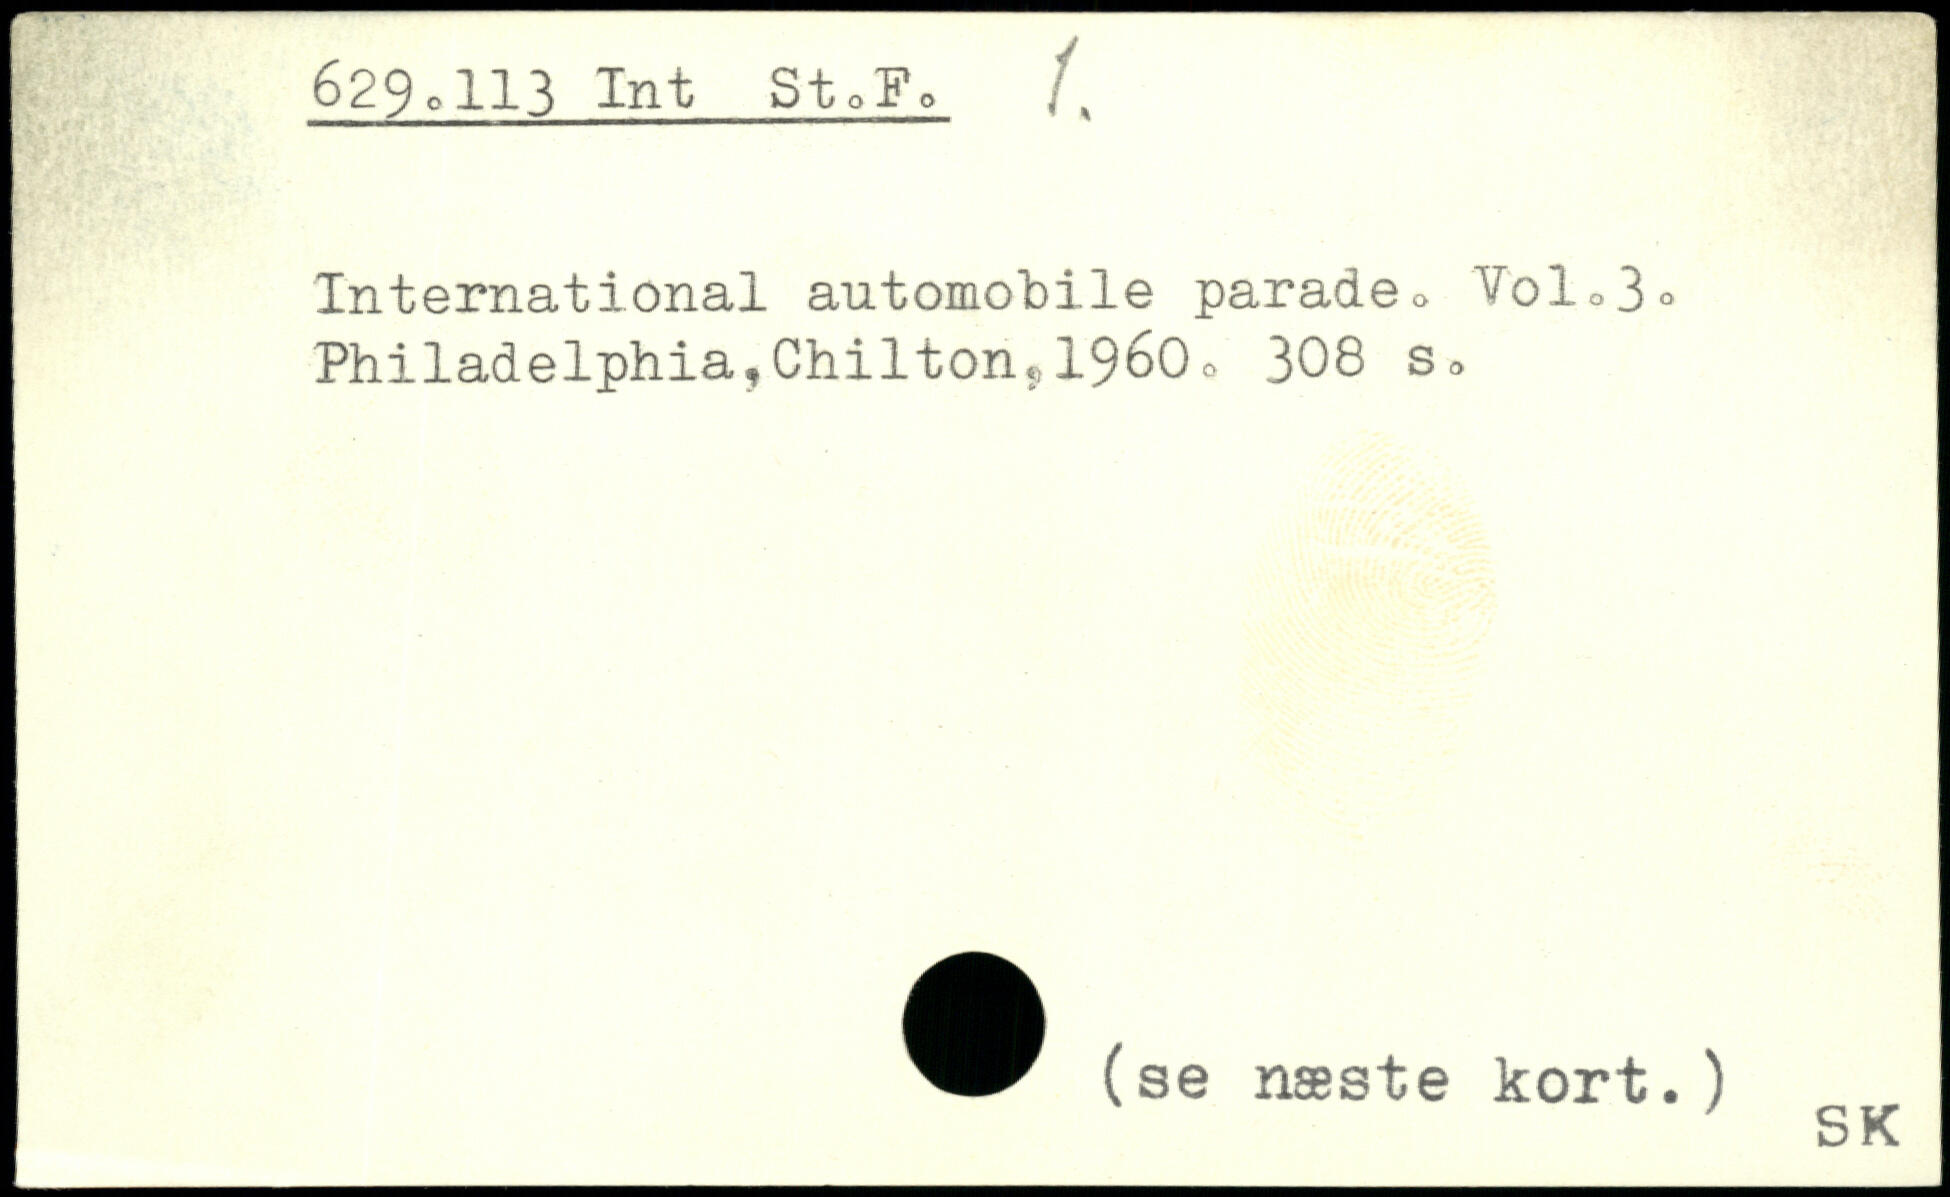 629.113 Int St.F. 1.
International automobile parade. Vol.3.
Philadelphia,Chilton,1960. 308 s.
(se næste kort.)
SK